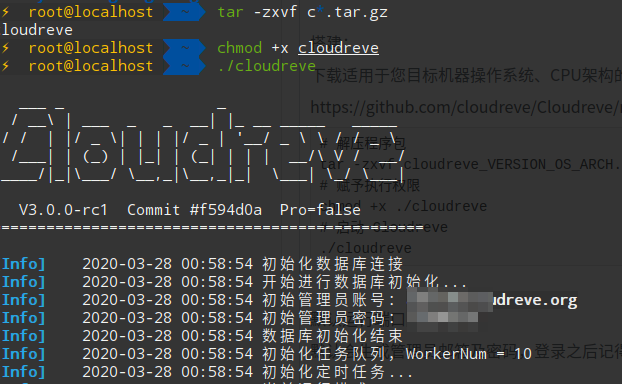 ⚡ root@localhost ~ tar -zxvf c*.tar.gz
loudreve
⚡ root@localhost ~ chmod +x cloudreve
⚡ root@localhost ~ ./cloudreve
下载适用于您目标机器操作系统、CPU架构的
https://github.com/cloudreve/Cloudreve/
# 解压程序包
tar -zxvf cloudreve_VERSION_OS_ARCH.
# 赋予执行权限
chmod +x ./cloudreve
# 启动 Cloudreve
./cloudreve
V3.0.0-rc1 Commit #f594d0a Pro=false
================================================
Info] 2020-03-28 00:58:54 初始化数据库连接
Info] 2020-03-28 00:58:54 开始进行数据库初始化...
Info] 2020-03-28 00:58:54 初始管理员账号: udreve.org
Info] 2020-03-28 00:58:54 初始管理员密码:
Info] 2020-03-28 00:58:54 数据库初始化结束
Info] 2020-03-28 00:58:54 初始化任务队列, WorkerNum = 10
登录之后记得
Info] 2020-03-28 00:58:54 初始化定时任务...